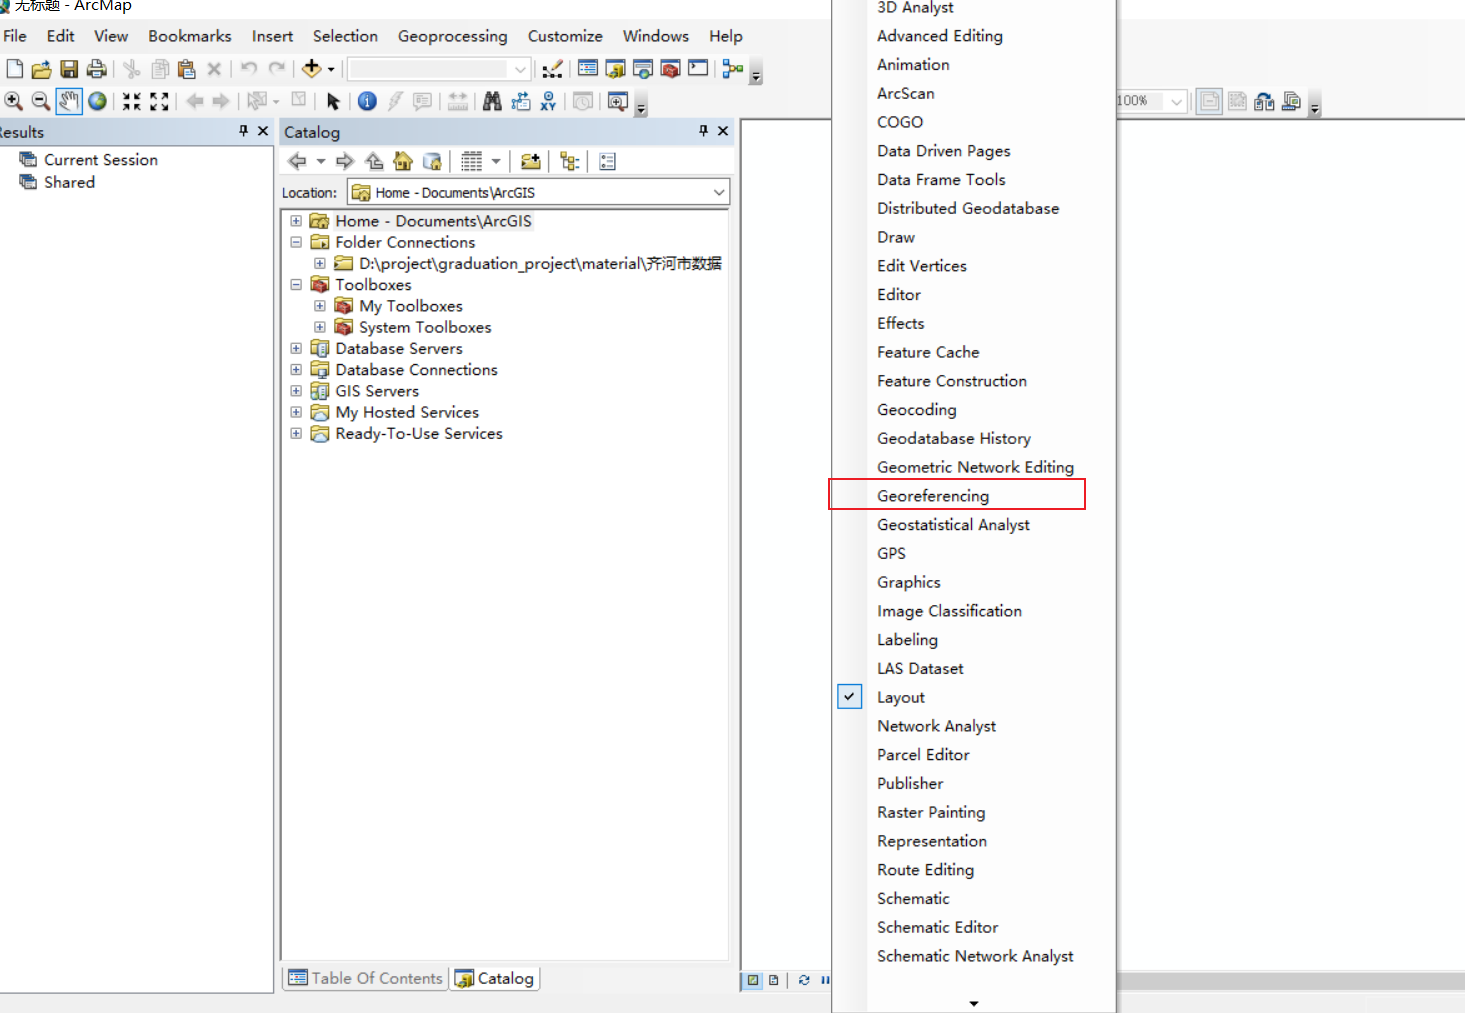 无标题 - ArcMap
File Edit View Bookmarks Insert Selection Geoprocessing Customize Windows Help
100%
Results
Current Session
Shared
Catalog
Location: Home - Documents\ArcGIS
Home - Documents\ArcGIS
Folder Connections
D:\project\graduation_project\material\齐河市数据
Toolboxes
My Toolboxes
System Toolboxes
Database Servers
Database Connections
GIS Servers
My Hosted Services
Ready-To-Use Services
Table Of Contents Catalog
3D Analyst
Advanced Editing
Animation
ArcScan
COGO
Data Driven Pages
Data Frame Tools
Distributed Geodatabase
Draw
Edit Vertices
Editor
Effects
Feature Cache
Feature Construction
Geocoding
Geodatabase History
Geometric Network Editing
Georeferencing
Geostatistical Analyst
GPS
Graphics
Image Classification
Labeling
LAS Dataset
Layout
Network Analyst
Parcel Editor
Publisher
Raster Painting
Representation
Route Editing
Schematic
Schematic Editor
Schematic Network Analyst